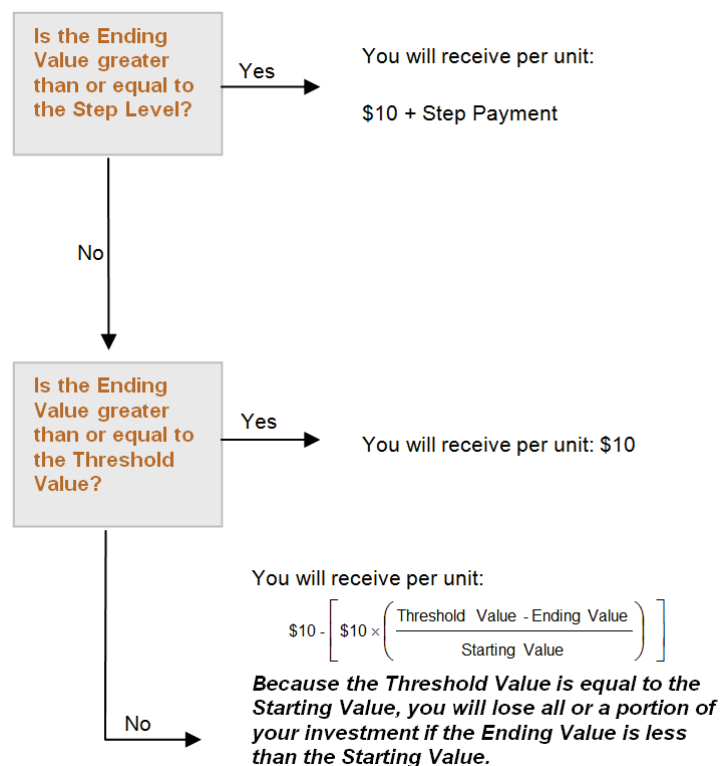 Is the Ending
Value greater
than or equal to
the Step Level?
Yes
You will receive per unit:
$10 + Step Payment
No
Is the Ending
Value greater
than or equal to
the Threshold
Value?
Yes
You will receive per unit: $10
You will receive per unit:
$10 - [ $10 × ( Threshold Value - Ending Value
Starting Value ) ]
Because the Threshold Value is equal to the
Starting Value, you will lose all or a portion of
your investment if the Ending Value is less
than the Starting Value.
No